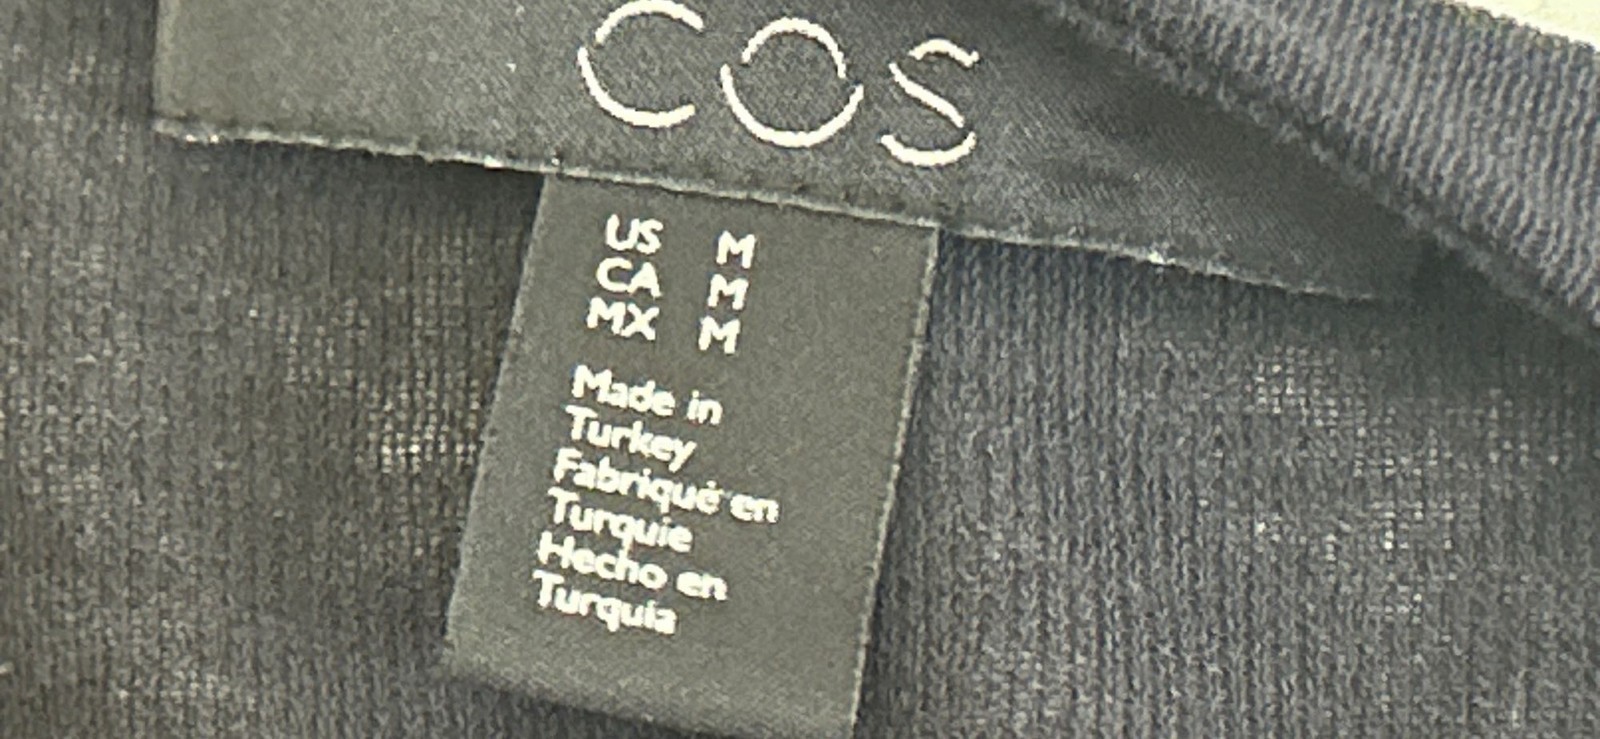 COS
US M
CA M
MX M
Made in
Turkey
Fabriqué en
Turquie
Hecho en
Turquía